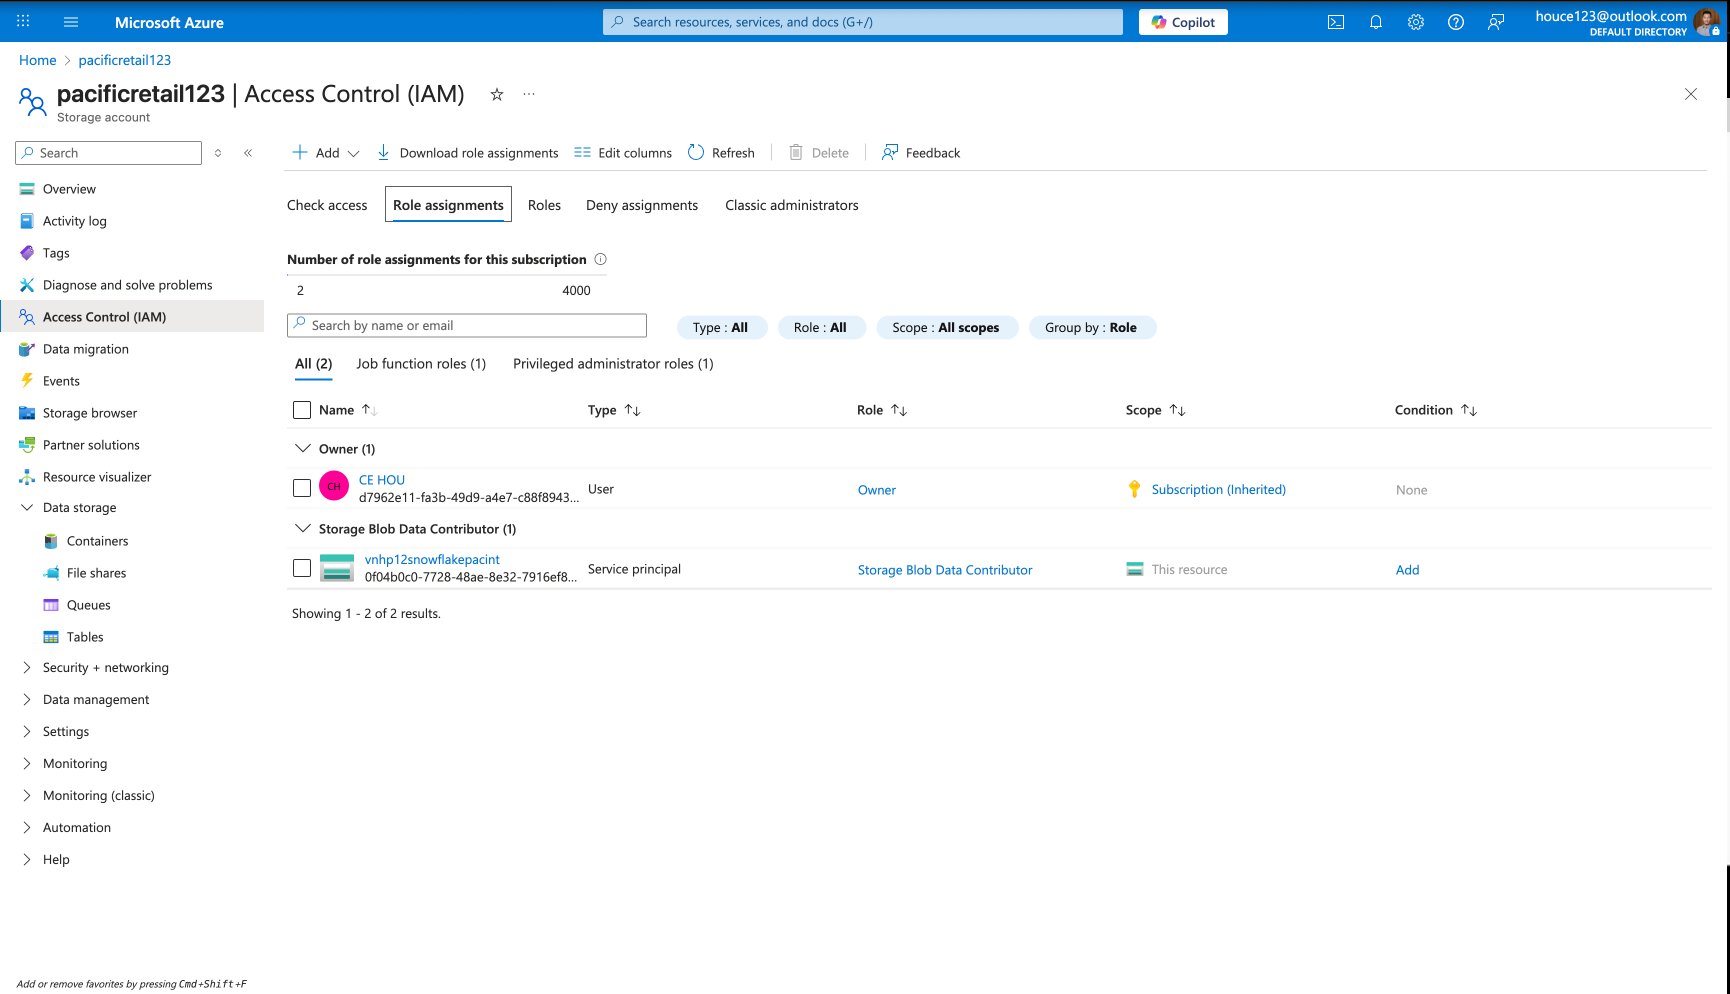 Microsoft Azure
Search resources, services, and docs (G+/)
Copilot
houce123@outlook.com
DEFAULT DIRECTORY
Home > pacificretail123
pacificretail123 | Access Control (IAM)
Storage account
Search
Add
Download role assignments
Edit columns
Refresh
Delete
Feedback
Overview
Activity log
Tags
Diagnose and solve problems
Access Control (IAM)
Data migration
Events
Storage browser
Partner solutions
Resource visualizer
Data storage
Containers
File shares
Queues
Tables
Security + networking
Data management
Settings
Monitoring
Monitoring (classic)
Automation
Help
Add or remove favorites by pressing Cmd+Shift+F
Check access Role assignments Roles Deny assignments Classic administrators
Number of role assignments for this subscription
2 4000
Search by name or email
Type : All Role : All Scope : All scopes Group by : Role
All (2) Job function roles (1) Privileged administrator roles (1)
Name Type Role Scope Condition
Owner (1)
CH
CE HOU
d7962e11-fa3b-49d9-a4e7-c88f8943...
User Owner Subscription (Inherited) None
Storage Blob Data Contributor (1)
vnhp12snowflakepacint
0f04b0c0-7728-48ae-8e32-7916ef8...
Service principal Storage Blob Data Contributor This resource Add
Showing 1 - 2 of 2 results.